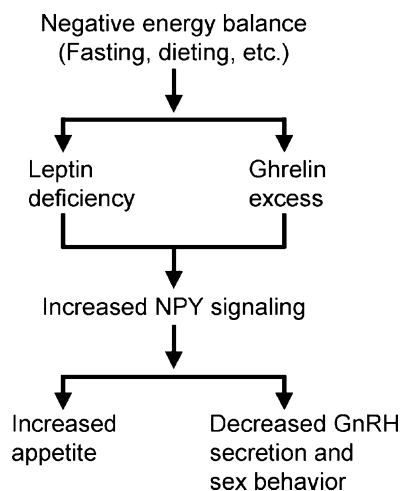 Negative energy balance
(Fasting, dieting, etc.)
Leptin
deficiency
Ghrelin
excess
Increased NPY signaling
Increased
appetite
Decreased GnRH
secretion and
sex behavior